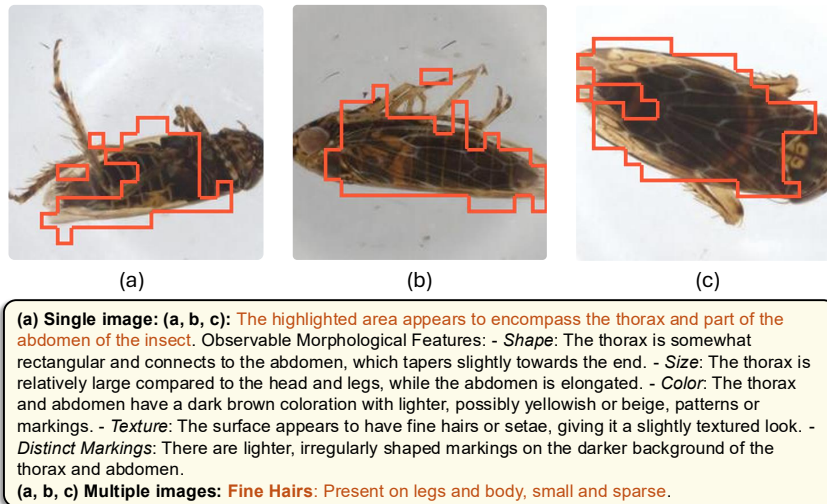 (a)
(b)
(c)
(a) Single image: (a, b, c): The highlighted area appears to encompass the thorax and part of the
abdomen of the insect. Observable Morphological Features: - Shape: The thorax is somewhat
rectangular and connects to the abdomen, which tapers slightly towards the end. - Size: The thorax is
relatively large compared to the head and legs, while the abdomen is elongated. - Color: The thorax
and abdomen have a dark brown coloration with lighter, possibly yellowish or beige, patterns or
markings. - Texture: The surface appears to have fine hairs or setae, giving it a slightly textured look. -
Distinct Markings: There are lighter, irregularly shaped markings on the darker background of the
thorax and abdomen.
(a, b, c) Multiple images: Fine Hairs: Present on legs and body, small and sparse.